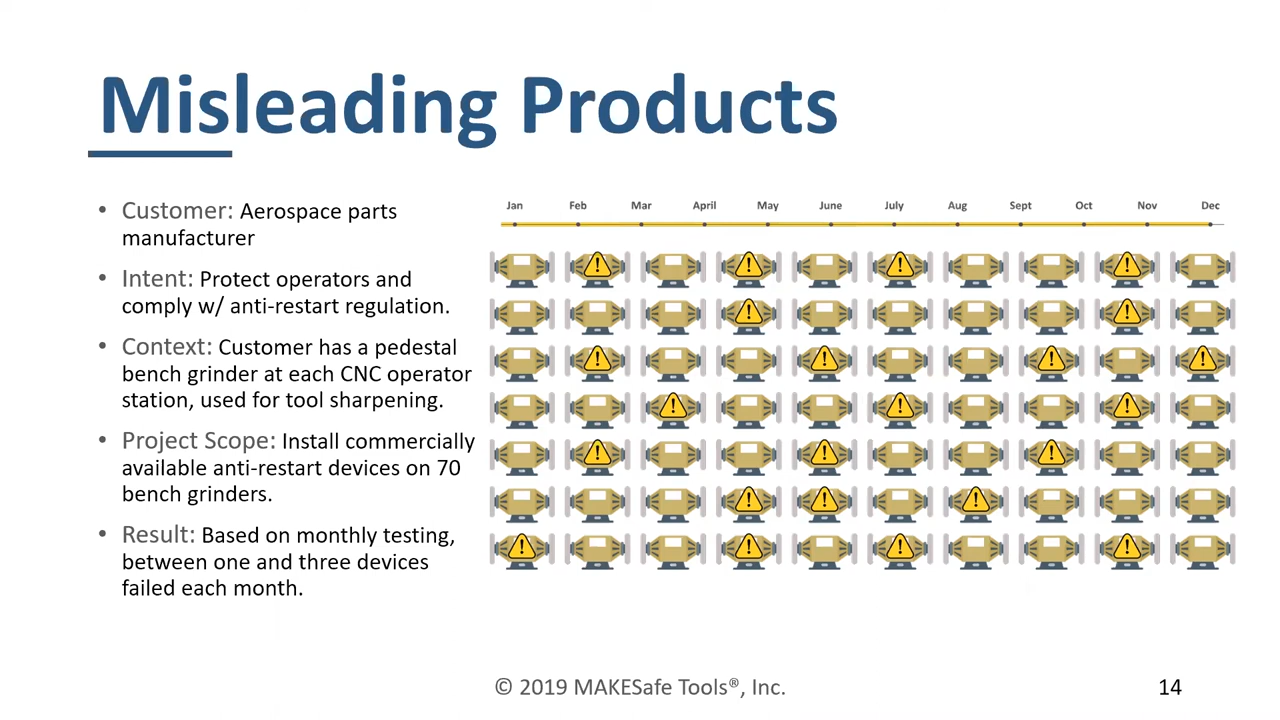 Misleading Products
• Customer: Aerospace parts
manufacturer
• Intent: Protect operators and
comply w/ anti-restart regulation.
• Context: Customer has a pedestal
bench grinder at each CNC operator
station, used for tool sharpening.
• Project Scope: Install commercially
available anti-restart devices on 70
bench grinders.
• Result: Based on monthly testing,
between one and three devices
failed each month.
Jan Feb Mar April May June July Aug Sept Oct Nov Dec
© 2019 MAKESafe Tools®, Inc.
14